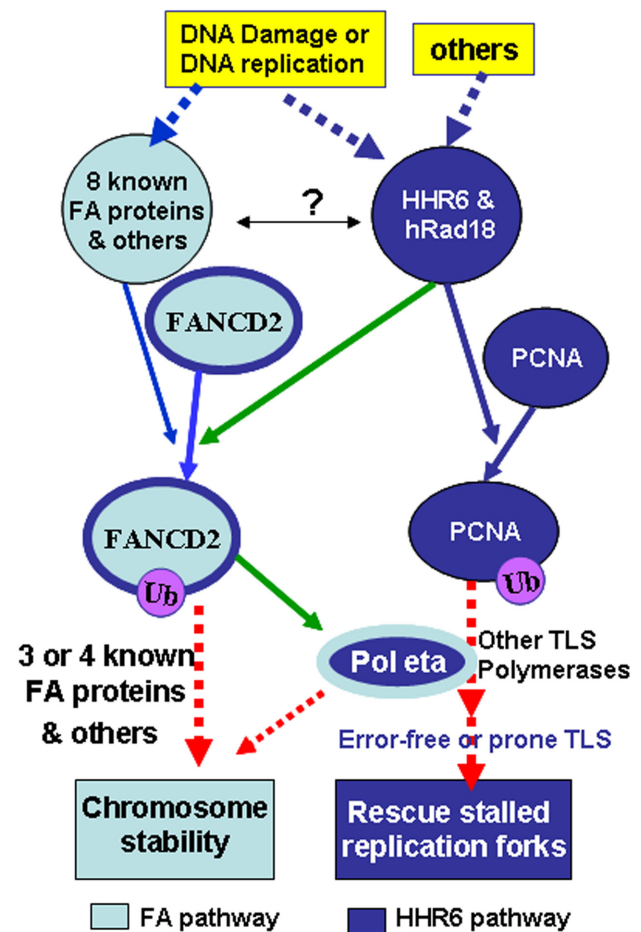 DNA Damage or
DNA replication
others
8 known
FA proteins
& others
?
HHR6 &
hRad18
FANCD2
PCNA
FANCD2
Ub
PCNA
Ub
3 or 4 known
FA proteins
& others
Pol eta
Other TLS
Polymerases
Error-free or prone TLS
Chromosome
stability
Rescue stalled
replication forks
FA pathway
HHR6 pathway